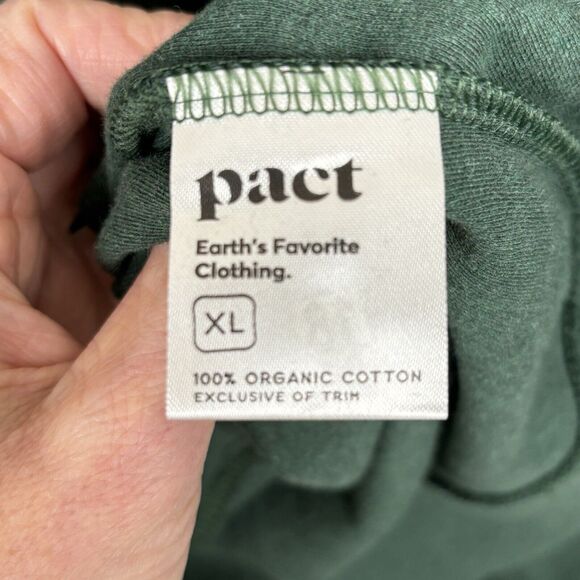 pact
Earth's Favorite
Clothing.
XL
100% ORGANIC COTTON
EXCLUSIVE OF TRIM